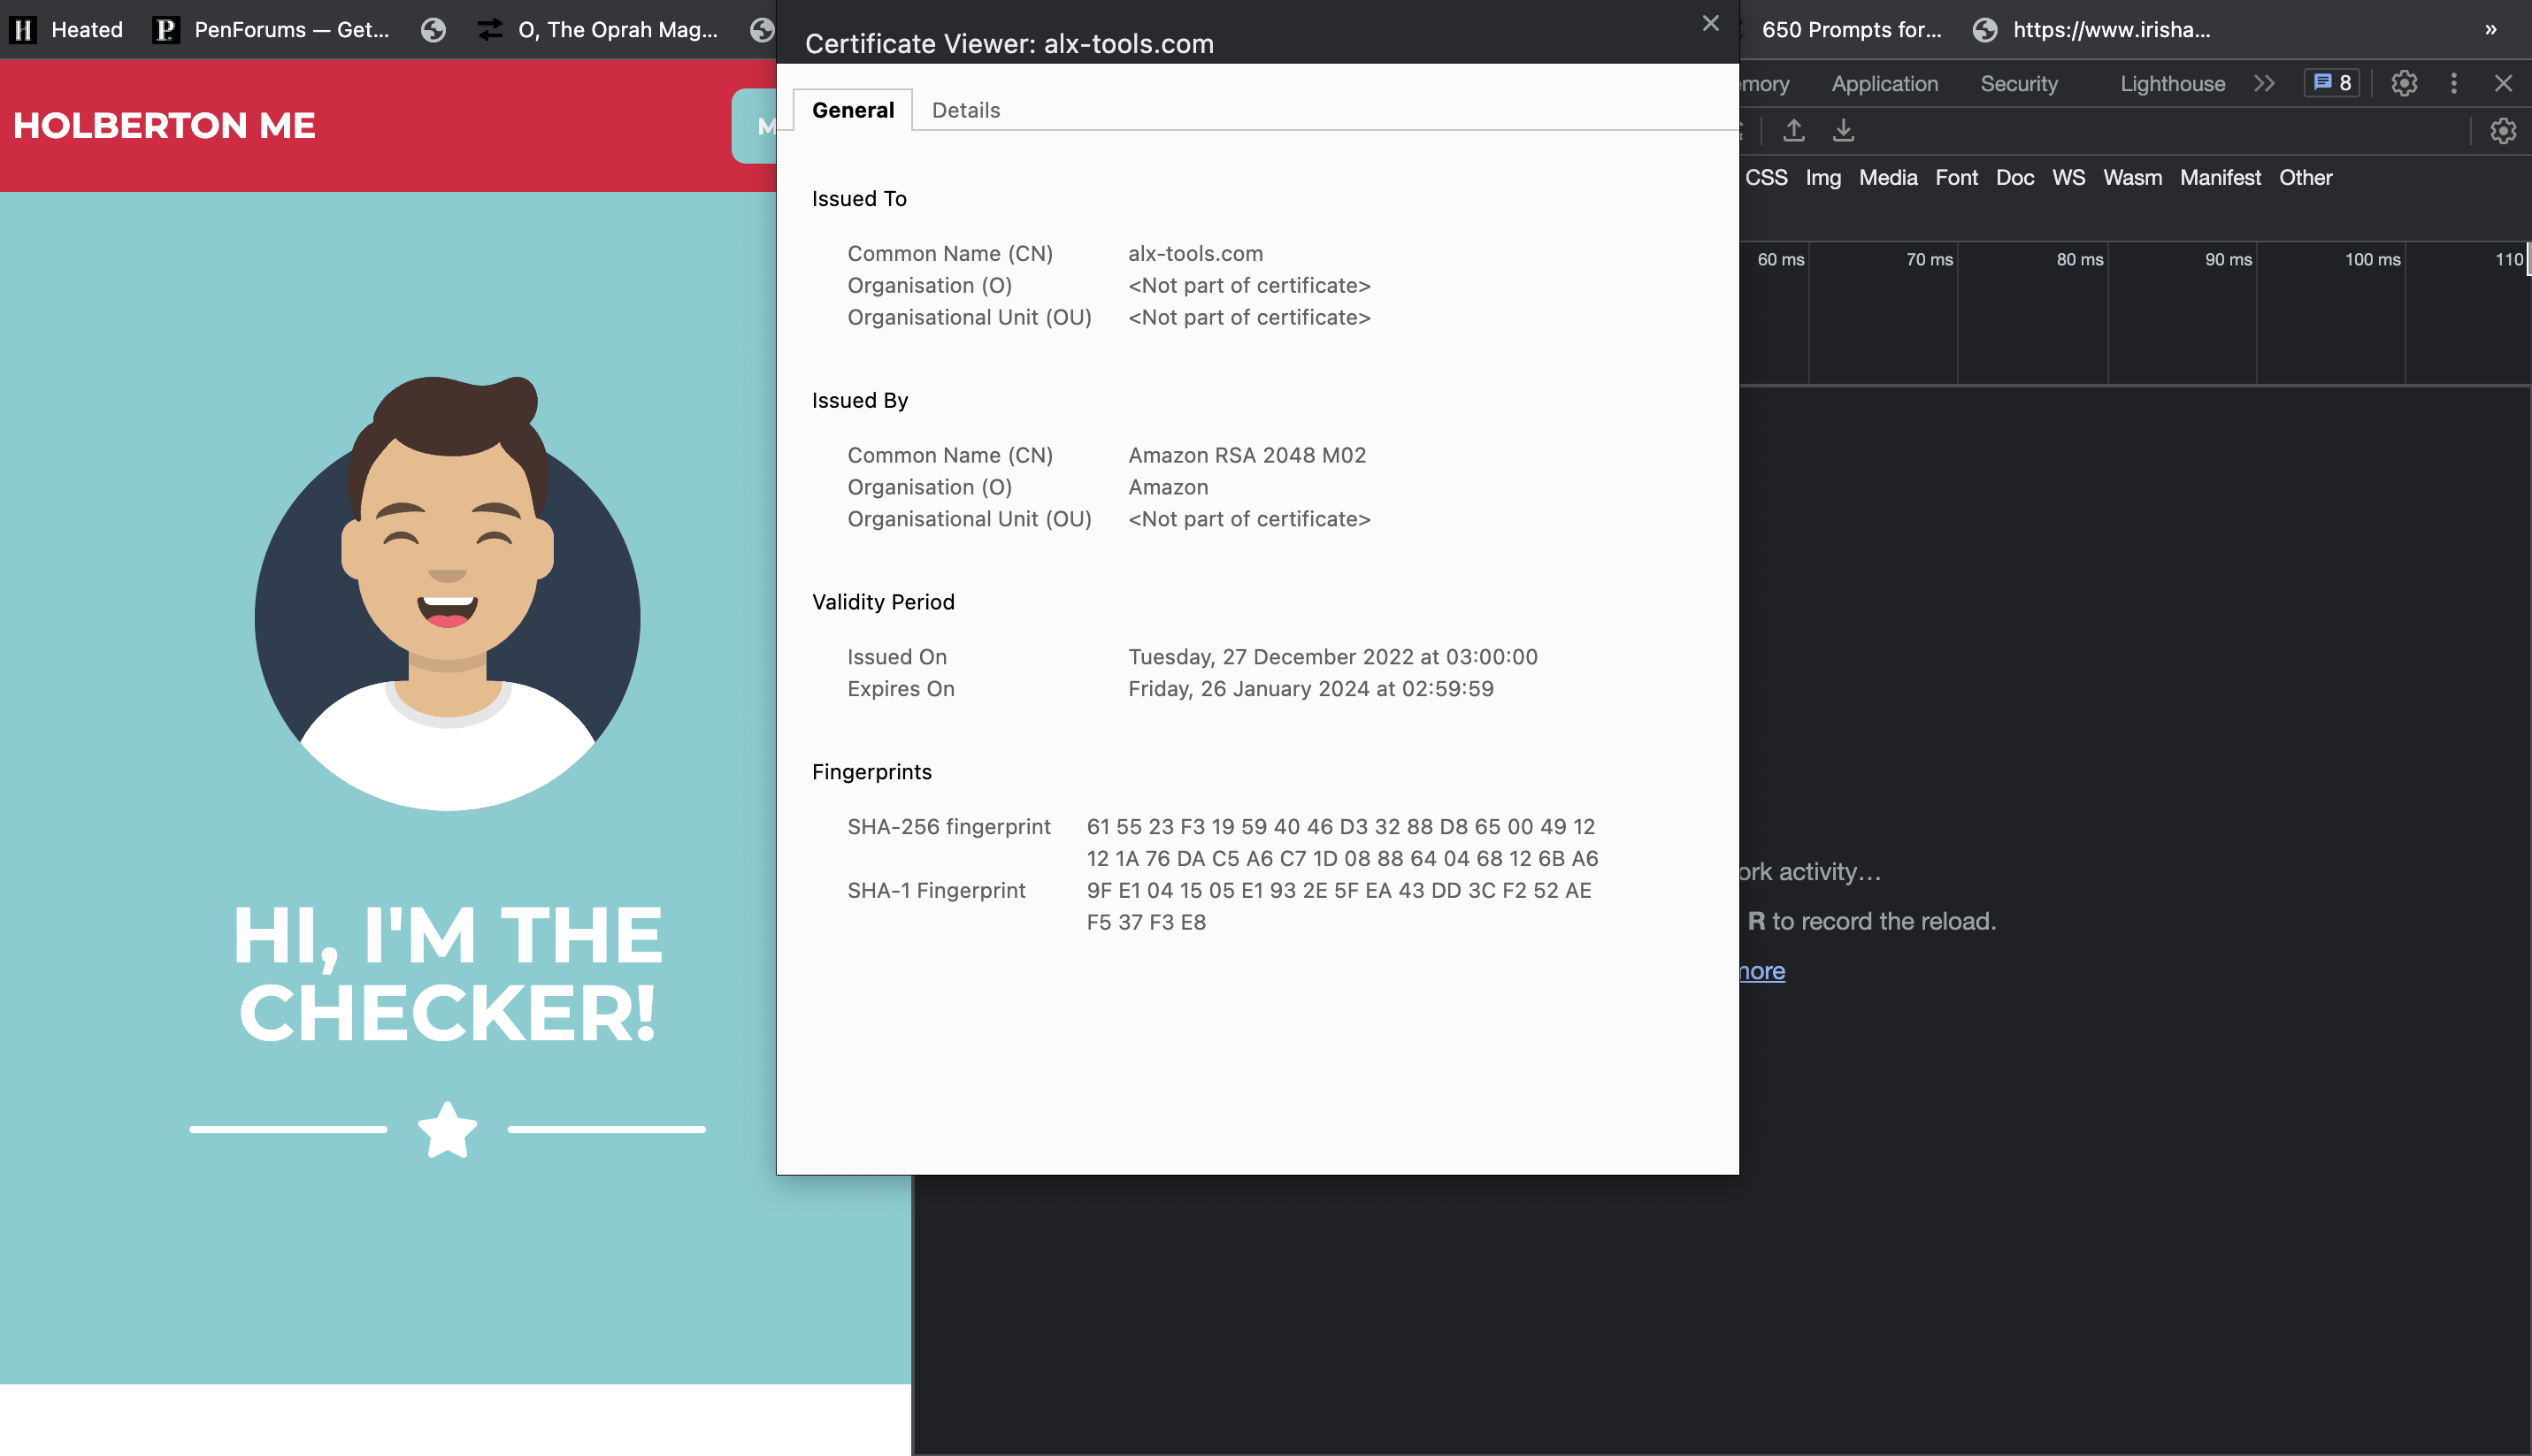 Heated
PenForums — Get...
O, The Oprah Mag...
650 Prompts for...
https://www.irisha...
»
Certificate Viewer: alx-tools.com
HOLBERTON ME
Application
Security
Lighthouse
8
General
Details
CSS Img Media Font Doc WS Wasm Manifest Other
60 ms
70 ms
80 ms
90 ms
100 ms
110
Issued To
Common Name (CN) alx-tools.com
Organisation (O) <Not part of certificate>
Organisational Unit (OU) <Not part of certificate>
Issued By
Common Name (CN) Amazon RSA 2048 M02
Organisation (O) Amazon
Organisational Unit (OU) <Not part of certificate>
Validity Period
Issued On Tuesday, 27 December 2022 at 03:00:00
Expires On Friday, 26 January 2024 at 02:59:59
Fingerprints
SHA-256 fingerprint 61 55 23 F3 19 59 40 46 D3 32 88 D8 65 00 49 12
12 1A 76 DA C5 A6 C7 1D 08 88 64 04 68 12 6B A6
SHA-1 Fingerprint 9F E1 04 15 05 E1 93 2E 5F EA 43 DD 3C F2 52 AE
F5 37 F3 E8
activity...
R to record the reload.
HI, I'M THE
CHECKER!